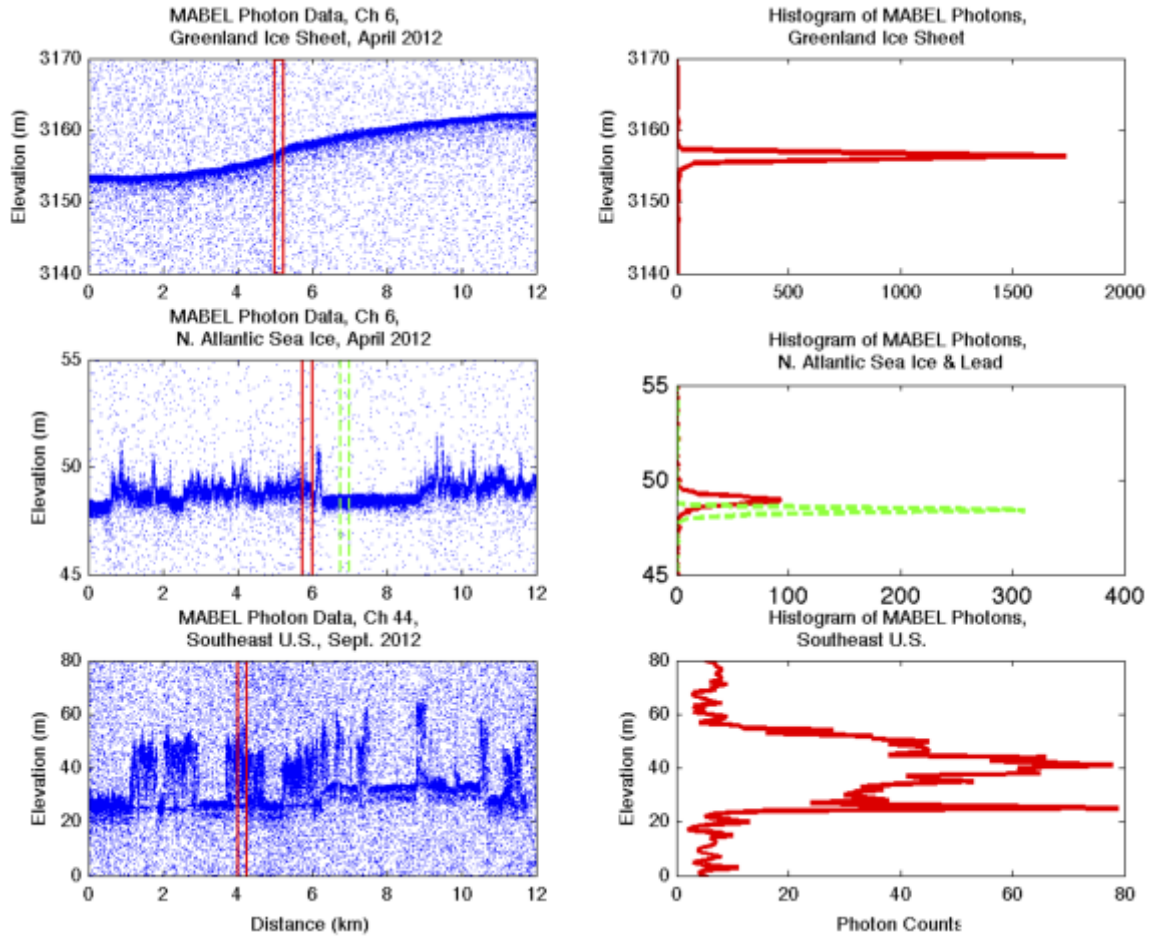 MABEL Photon Data, Ch 6,
Greenland Ice Sheet, April 2012
Elevation (m)
3170
3160
3150
3140
0 2 4 6 8 10 12
Histogram of MABEL Photons,
Greenland Ice Sheet
Elevation (m)
3170
3160
3150
3140
0 500 1000 1500 2000
MABEL Photon Data, Ch 6,
N. Atlantic Sea Ice, April 2012
Elevation (m)
55
50
45
0 2 4 6 8 10 12
Histogram of MABEL Photons,
N. Atlantic Sea Ice & Lead
Elevation (m)
55
50
45
0 100 200 300 400
MABEL Photon Data, Ch 44,
Southeast U.S., Sept. 2012
Elevation (m)
80
60
40
20
0
0 2 4 6 8 10 12
Distance (km)
Histogram of MABEL Photons,
Southeast U.S.
Elevation (m)
80
60
40
20
0
0 20 40 60 80
Photon Counts